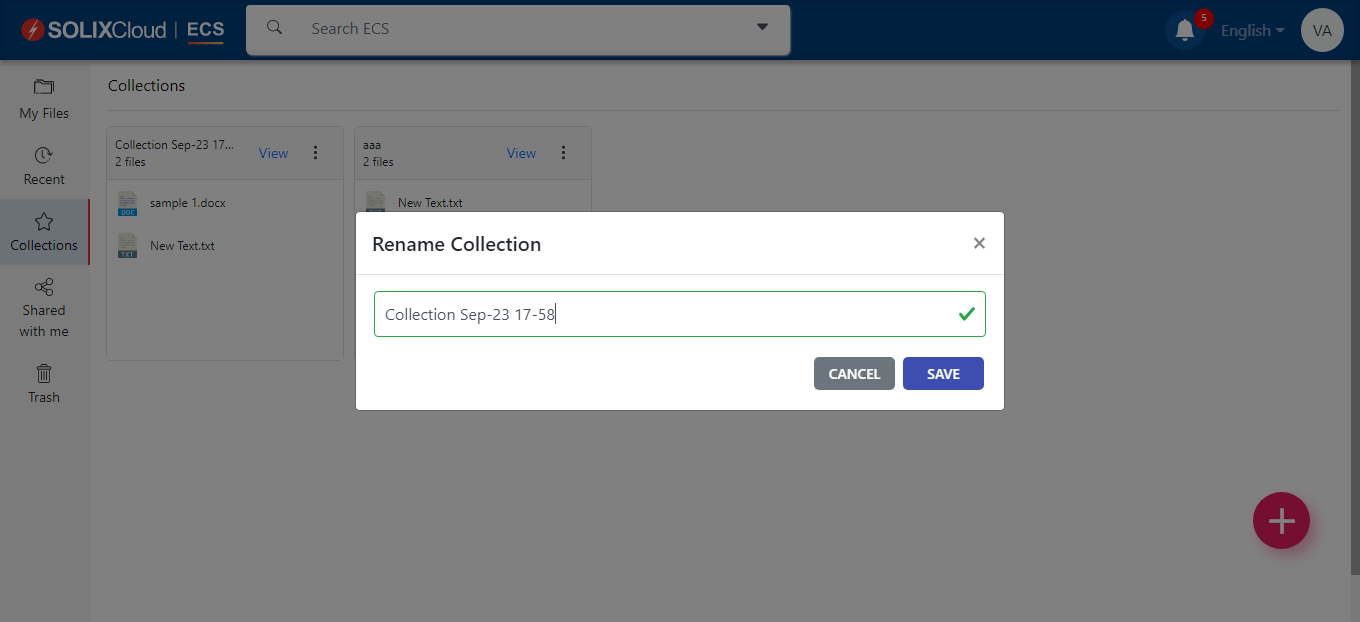 SOLIXCloud | ECS
Search ECS
5
English
VA
My Files
Recent
Collections
Shared
with me
Trash
Collections
Collection Sep-23 17...
2 files
View
sample 1.docx
DOC
New Text.txt
TXT
aaa
2 files
View
New Text.txt
Rename Collection
×
Collection Sep-23 17-58
CANCEL
SAVE